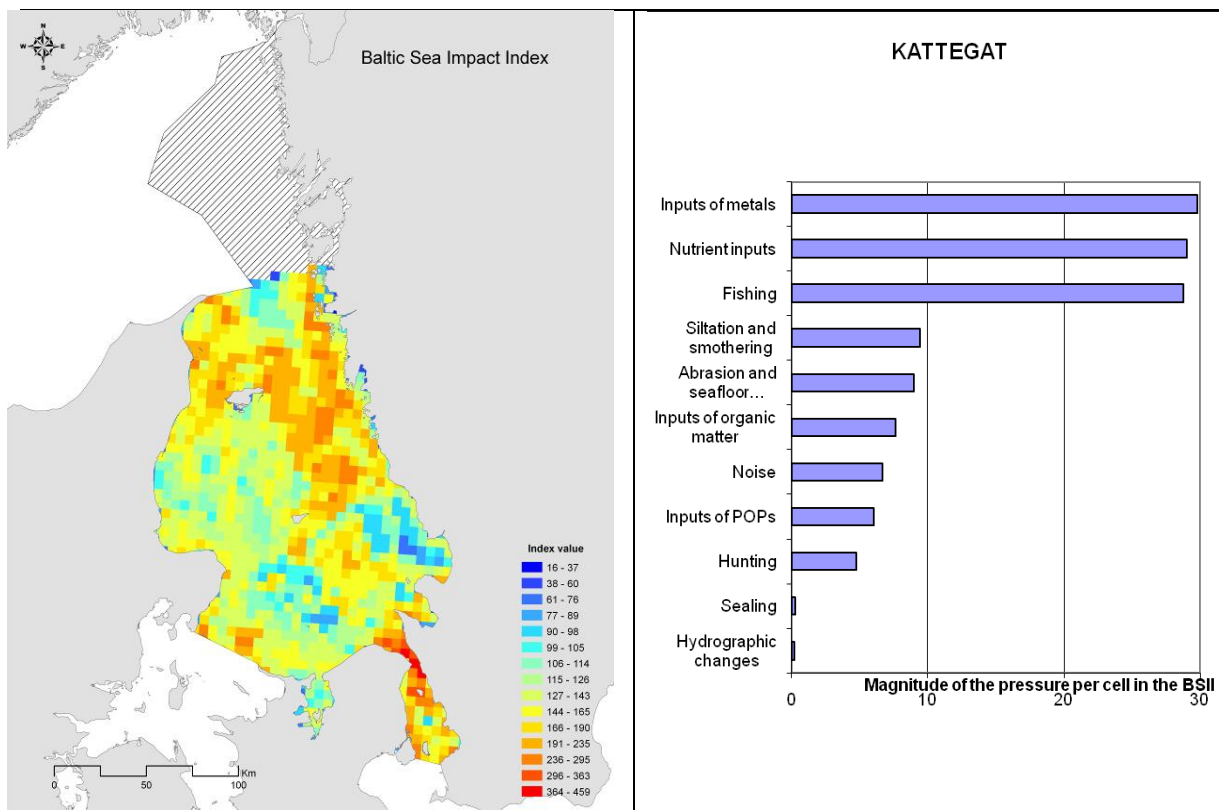 N
W E
S
Baltic Sea Impact Index
Index value
16 - 37
38 - 60
61 - 76
77 - 89
90 - 98
99 - 105
106 - 114
115 - 126
127 - 143
144 - 165
166 - 190
191 - 235
236 - 295
296 - 363
364 - 459
Km
0 50 100
KATTEGAT
Inputs of metals
Nutrient inputs
Fishing
Siltation and
smothering
Abrasion and
seafloor...
Inputs of organic
matter
Noise
Inputs of POPs
Hunting
Sealing
Hydrographic
changes
Magnitude of the pressure per cell in the BSII
0 10 20 30